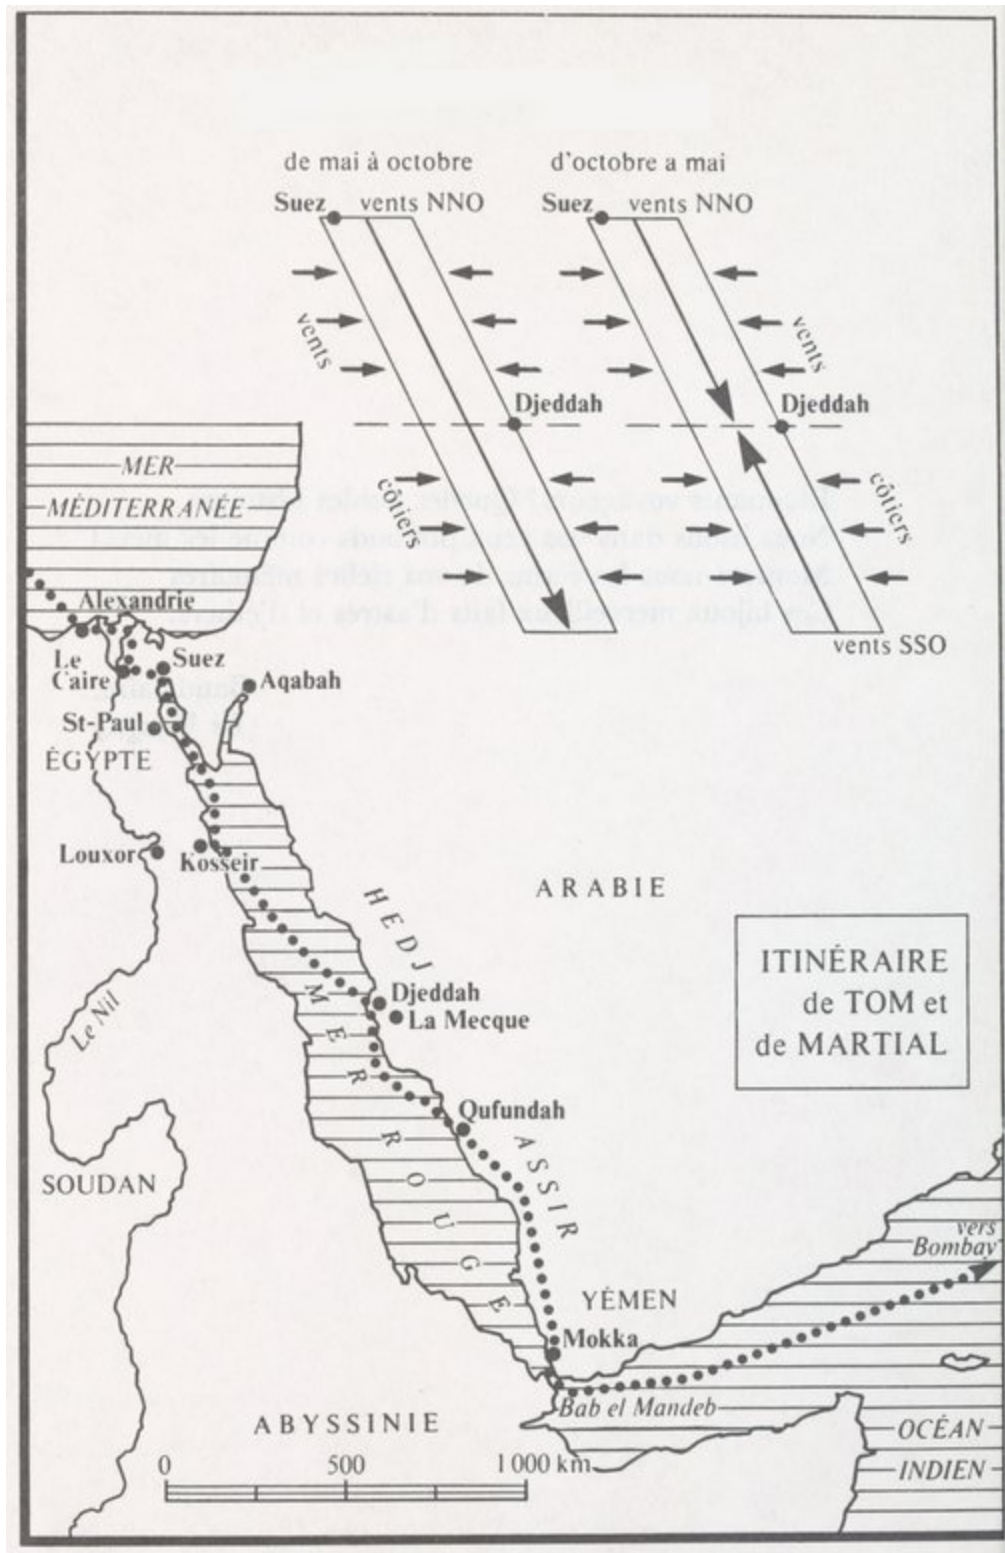 de mai à octobre
d'octobre a mai
Suez vents NNO
Suez vents NNO
vents
vents
Djeddah
Djeddah
côtiers
côtiers
vents SSO
MER
MÉDITERRANÉE
Alexandrie
Le Caire
Suez
Aqabah
St-Paul
ÉGYPTE
Louxor
Kosseir
ARABIE
HEDJ
ITINÉRAIRE
de TOM et
de MARTIAL
Djeddah
La Mecque
Le Nil
MER ROUGE
Qufundah
ASSIR
SOUDAN
vers
Bombay
YÉMEN
Mokka
Bab el Mandeb
ABYSSINIE
OCÉAN
INDIEN
0 500 1000 km